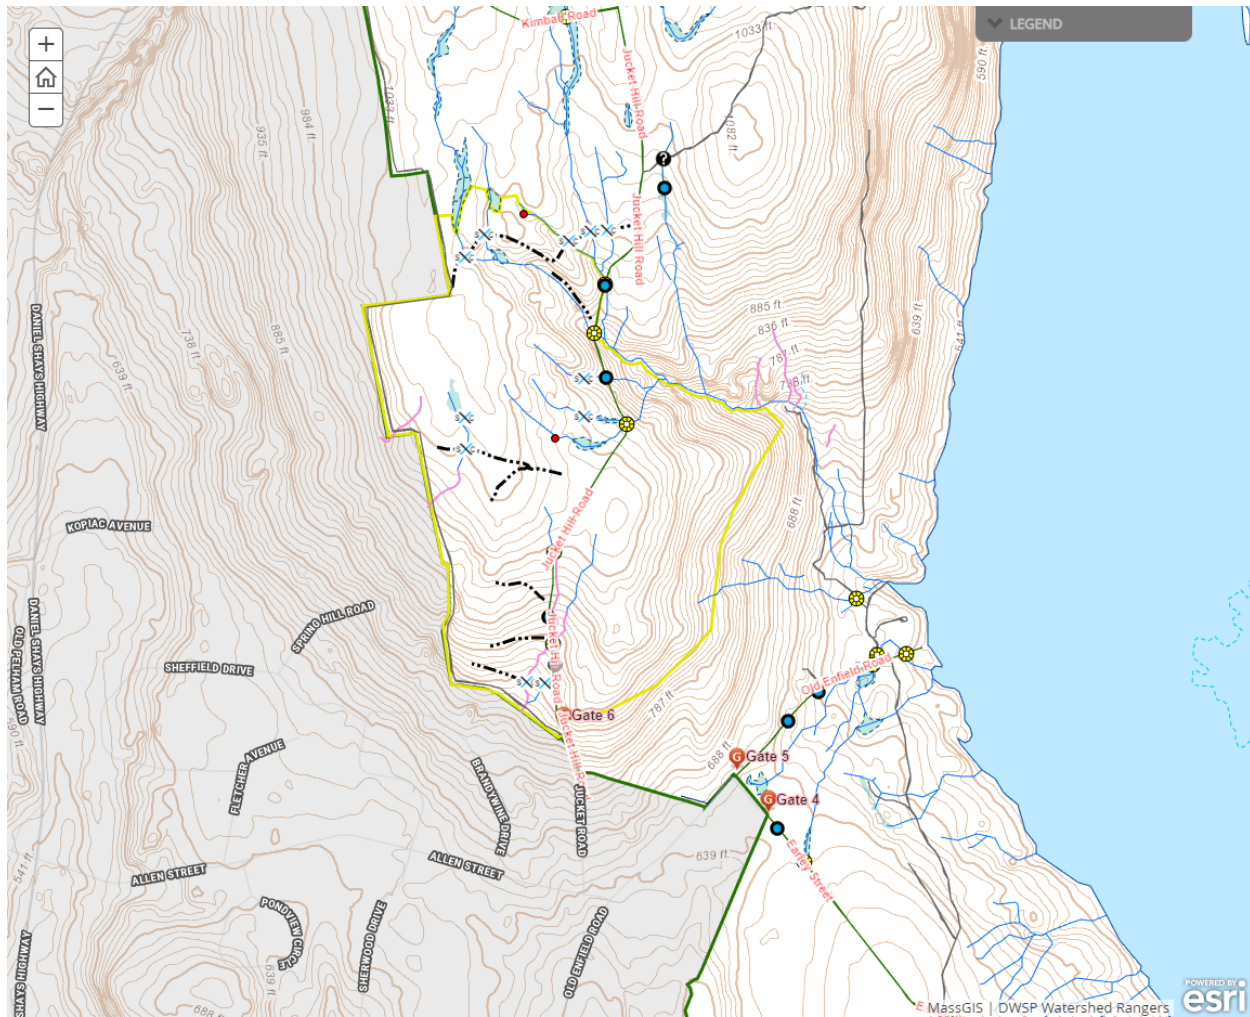 Kimball Road
LEGEND
1033 ft.
590 ft.
Jucket Hill Road
1033 ft.
984 ft.
935 ft.
1082 ft.
?
Jucket Hill Road
DANIEL SHAYS HIGHWAY
738 ft.
639 ft.
885 ft.
885 ft.
836 ft.
787 ft.
738 ft.
639 ft.
541 ft.
KOPIAC AVENUE
Jucket Hill Road
688 ft.
SPRING HILL ROAD
SHEFFIELD DRIVE
DANIEL SHAYS HIGHWAY
OLD PELHAM ROAD
590 ft.
Jucket Hill Road
Old Enfield Road
787 ft.
Gate 6
Jucket Hill Road
688 ft.
G Gate 5
G Gate 4
FLETCHER AVENUE
BRANDYWINE DRIVE
JUCKET ROAD
639 ft.
Earley Street
541 ft.
ALLEN STREET
ALLEN STREET
PONDVIEW CIRCLE
SHERWOOD DRIVE
OLD ENFIELD ROAD
639 ft.
688 ft.
SHAYS HIGHWAY
MassGIS | DWSP Watershed Rangers
POWERED BY
esri